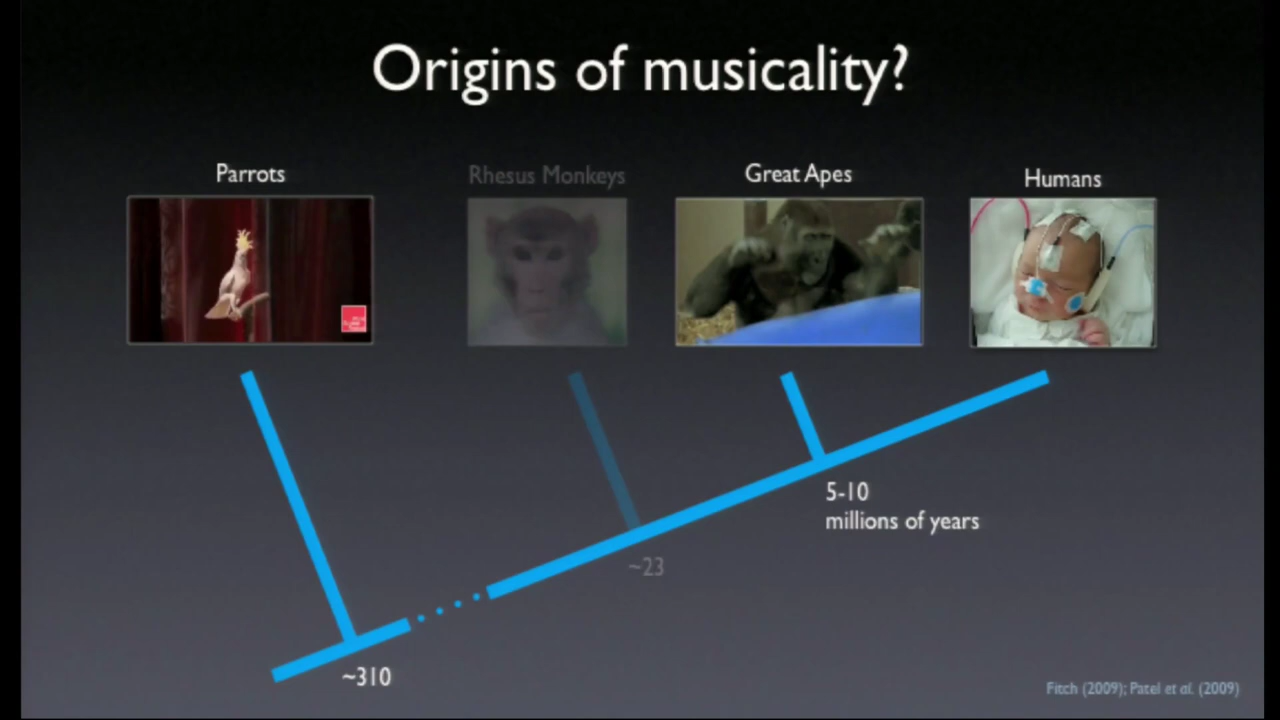 Origins of musicality?
Parrots
Rhesus Monkeys
Great Apes
Humans
5-10
millions of years
~23
~310
Fitch (2009); Patel et al. (2009)